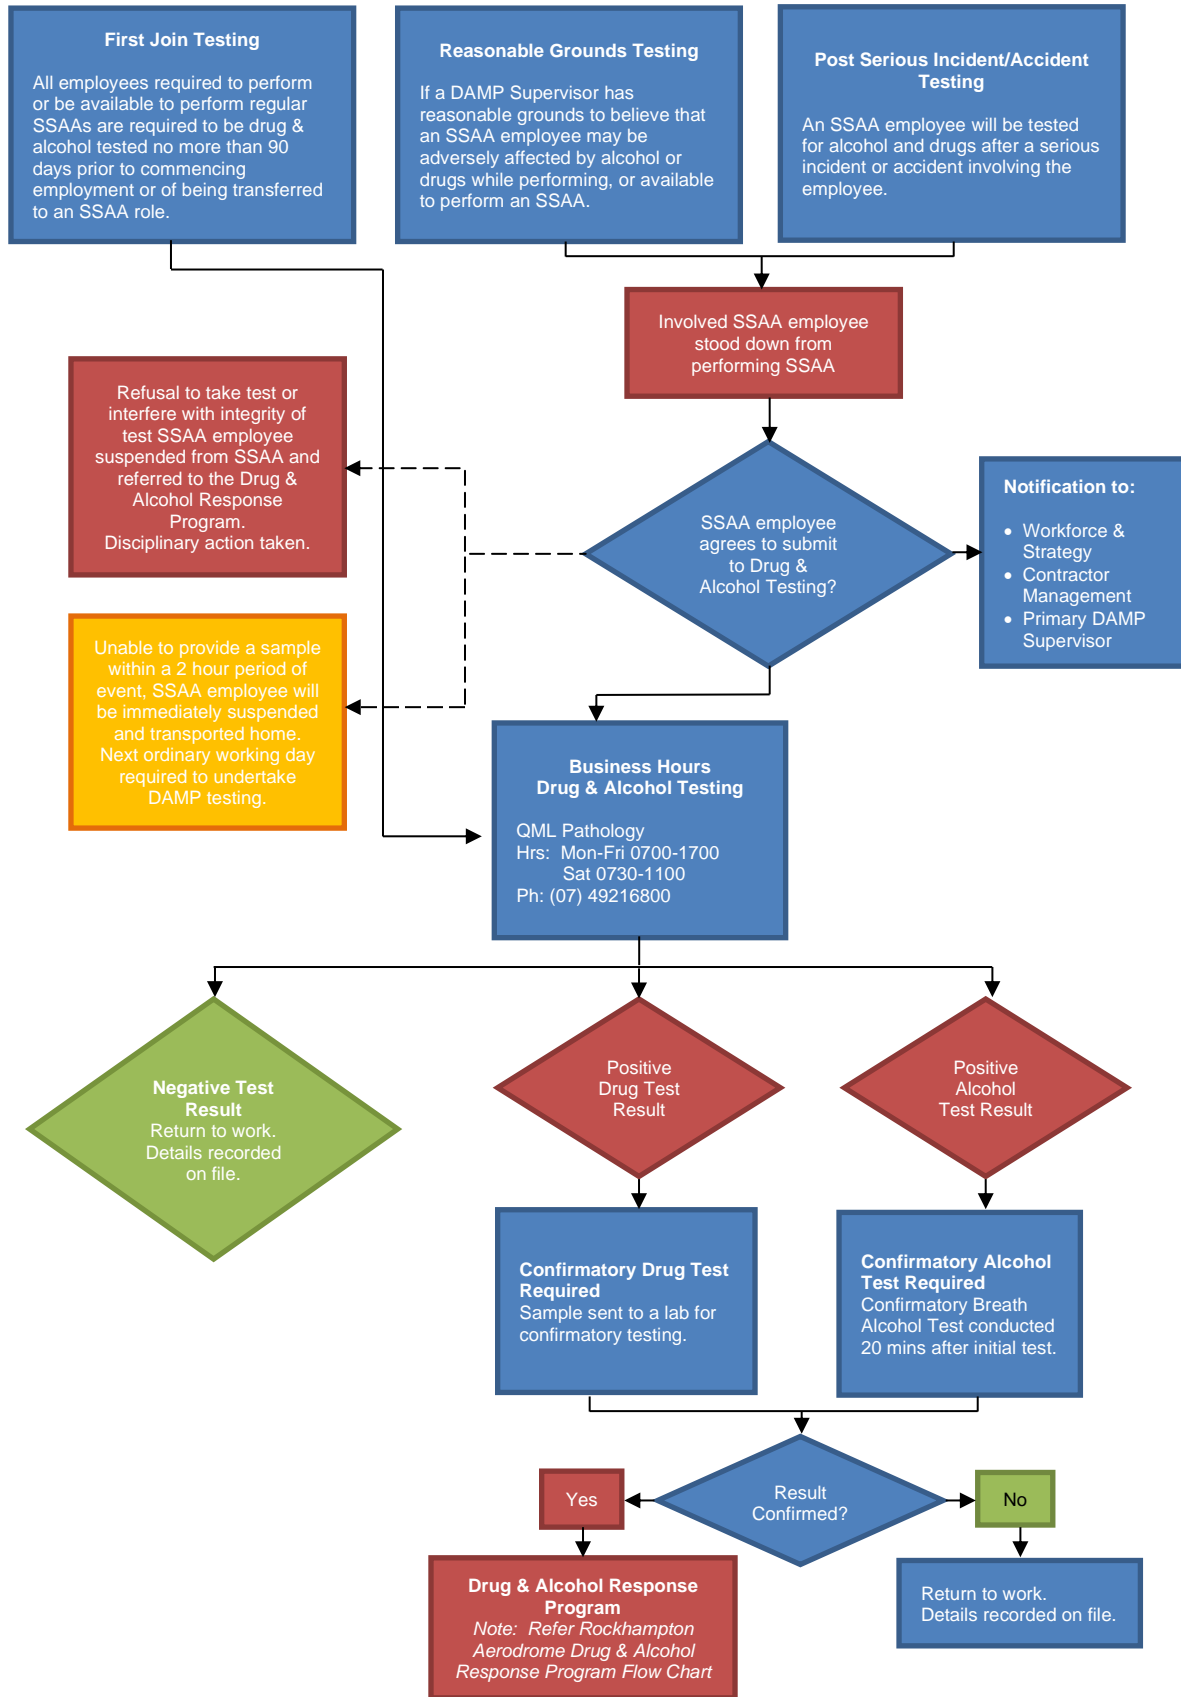 First Join Testing
All employees required to perform
or be available to perform regular
SSAAs are required to be drug &
alcohol tested no more than 90
days prior to commencing
employment or of being transferred
to an SSAA role.
Reasonable Grounds Testing
If a DAMP Supervisor has
reasonable grounds to believe that
an SSAA employee may be
adversely affected by alcohol or
drugs while performing, or available
to perform an SSAA.
Post Serious Incident/Accident
Testing
An SSAA employee will be tested
for alcohol and drugs after a serious
incident or accident involving the
employee.
Involved SSAA employee
stood down from
performing SSAA
Refusal to take test or
interfere with integrity of
test SSAA employee
suspended from SSAA and
referred to the Drug &
Alcohol Response
Program.
Disciplinary action taken.
SSAA employee
agrees to submit
to Drug &
Alcohol Testing?
Notification to:
• Workforce &
Strategy
• Contractor
Management
• Primary DAMP
Supervisor
Unable to provide a sample
within a 2 hour period of
event, SSAA employee will
be immediately suspended
and transported home.
Next ordinary working day
required to undertake
DAMP testing.
Business Hours
Drug & Alcohol Testing
QML Pathology
Hrs: Mon-Fri 0700-1700
Sat 0730-1100
Ph: (07) 49216800
Negative Test
Result
Return to work.
Details recorded
on file.
Positive
Drug Test
Result
Positive
Alcohol
Test Result
Confirmatory Drug Test
Required
Sample sent to a lab for
confirmatory testing.
Confirmatory Alcohol
Test Required
Confirmatory Breath
Alcohol Test conducted
20 mins after initial test.
Result
Confirmed?
Yes
No
Drug & Alcohol Response
Program
Note: Refer Rockhampton
Aerodrome Drug & Alcohol
Response Program Flow Chart
Return to work.
Details recorded on file.